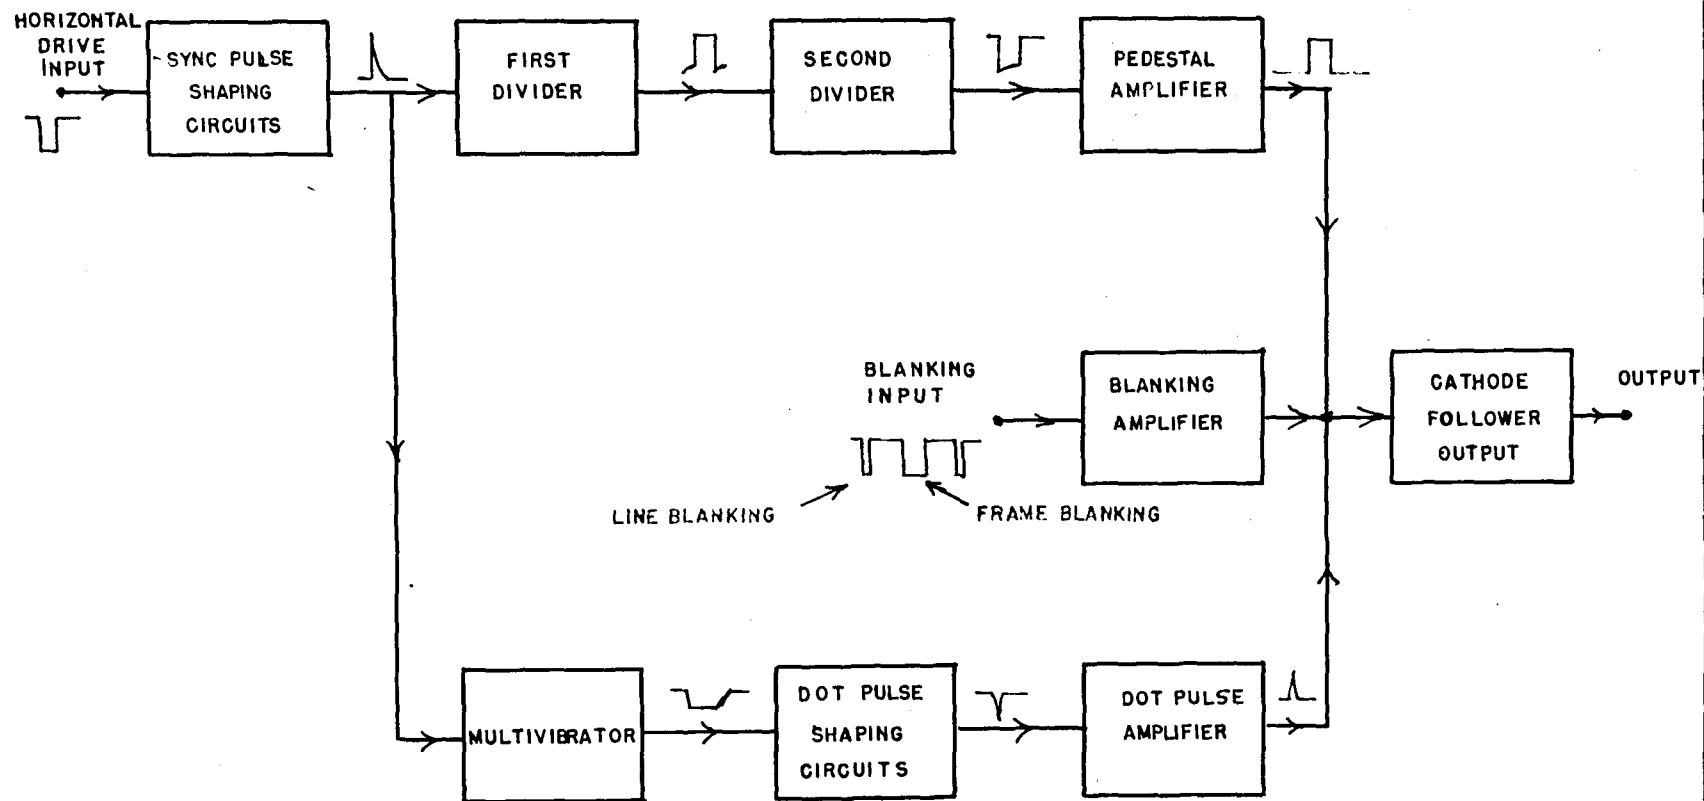 HORIZONTAL
DRIVE
INPUT
SYNC PULSE
SHAPING
CIRCUITS
FIRST
DIVIDER
SECOND
DIVIDER
PEDESTAL
AMPLIFIER
BLANKING
INPUT
BLANKING
AMPLIFIER
CATHODE
FOLLOWER
OUTPUT
OUTPUT
LINE BLANKING
FRAME BLANKING
MULTIVIBRATOR
DOT PULSE
SHAPING
CIRCUITS
DOT PULSE
AMPLIFIER